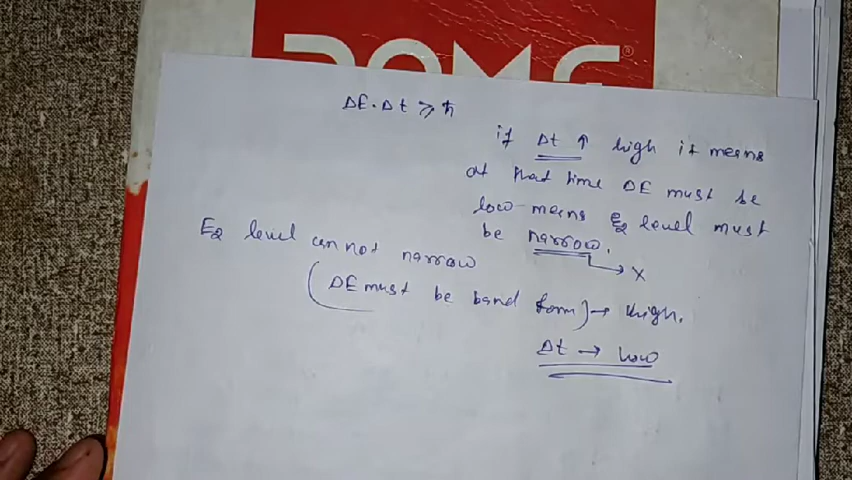 DOMS
®
ΔE.Δt ⩾ ħ
if Δt ↑ high it means
at that time ΔE must be
low-means E2 level must
be narrow.
→ X
E2 level can not narrow
(ΔE must be band form) → high.
Δt → low